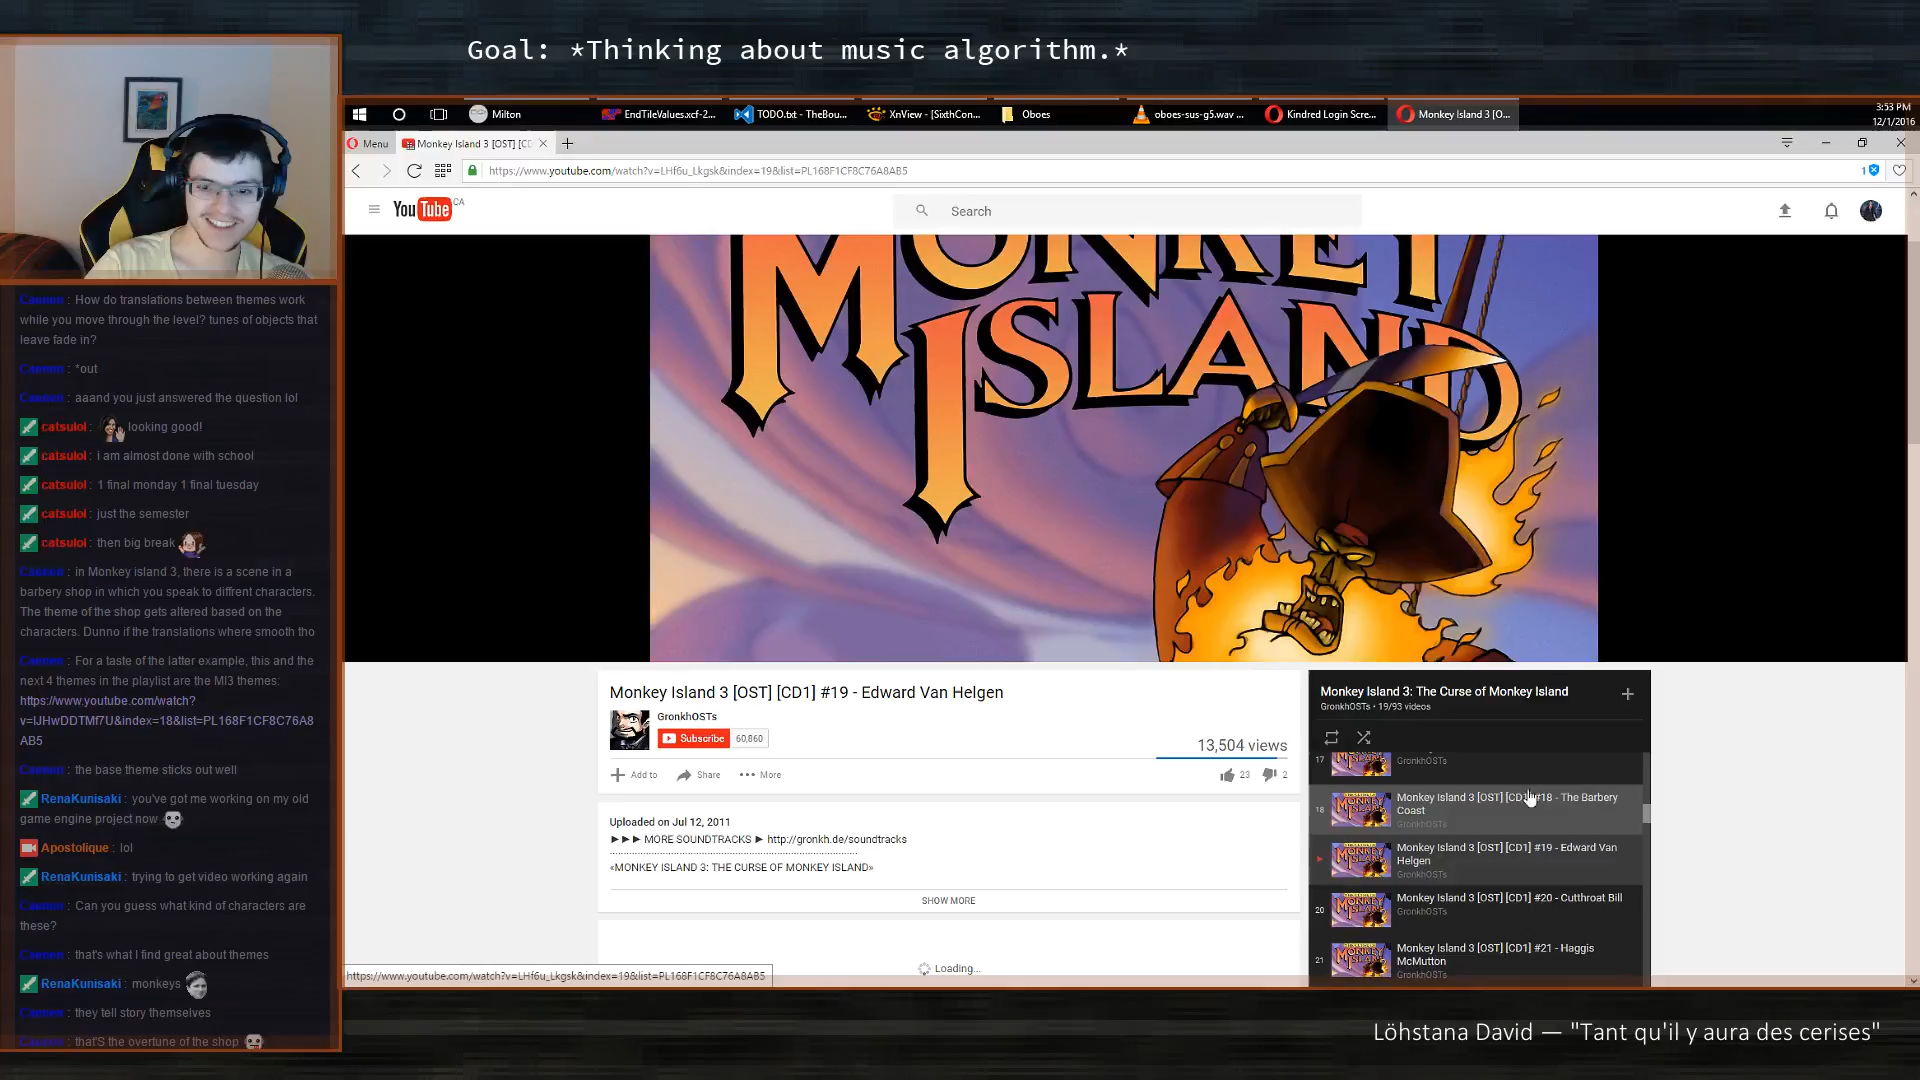 Goal: *Thinking about music algorithm.*
Milton
EndTileValues.xcf-2...
TODO.txt - TheBou...
XnView - [SixthCon...
Oboes
oboes-sus-g5.wav ...
Kindred Login Scre...
Monkey Island 3 [O...
3:53 PM
12/1/2016
Menu
Monkey Island 3 [OST] [CD
https://www.youtube.com/watch?v=LHf6u_Lkgsk&index=19&list=PL168F1CF8C76A8AB5
1
YouTube CA
Search
MONKEY
ISLAND
: How do translations between themes work
while you move through the level? tunes of objects that
leave fade in?
: *out
: aaand you just answered the question lol
catsulol : looking good!
catsulol : i am almost done with school
catsulol : 1 final monday 1 final tuesday
catsulol : just the semester
catsulol : then big break
: in Monkey island 3, there is a scene in a
barbery shop in which you speak to diffrent characters.
The theme of the shop gets altered based on the
characters. Dunno if the translations where smooth tho
: For a taste of the latter example, this and the
next 4 themes in the playlist are the MI3 themes:
https://www.youtube.com/watch?
v=IJHwDDTMf7U&index=18&list=PL168F1CF8C76A8
AB5
: the base theme sticks out well
RenaKunisaki : you've got me working on my old
game engine project now
Apostolique : lol
RenaKunisaki : trying to get video working again
: Can you guess what kind of characters are
these?
: that's what I find great about themes
RenaKunisaki : monkeys
: they tell story themselves
: that'S the overtune of the shop
Monkey Island 3 [OST] [CD1] #19 - Edward Van Helgen
GronkhOSTs
Subscribe 60,860
13,504 views
Add to Share More
23 2
Uploaded on Jul 12, 2011
►►► MORE SOUNDTRACKS ► http://gronkh.de/soundtracks
«MONKEY ISLAND 3: THE CURSE OF MONKEY ISLAND»
SHOW MORE
Loading...
https://www.youtube.com/watch?v=LHf6u_Lkgsk&index=19&list=PL168F1CF8C76A8AB5
Monkey Island 3: The Curse of Monkey Island
GronkhOSTs • 19/93 videos
17
GronkhOSTs
18
Monkey Island 3 [OST] [CD1] #18 - The Barbery
Coast
GronkhOSTs
Monkey Island 3 [OST] [CD1] #19 - Edward Van
Helgen
GronkhOSTs
20
Monkey Island 3 [OST] [CD1] #20 - Cutthroat Bill
GronkhOSTs
21
Monkey Island 3 [OST] [CD1] #21 - Haggis
McMutton
GronkhOSTs
Löhstana David — "Tant qu'il y aura des cerises"